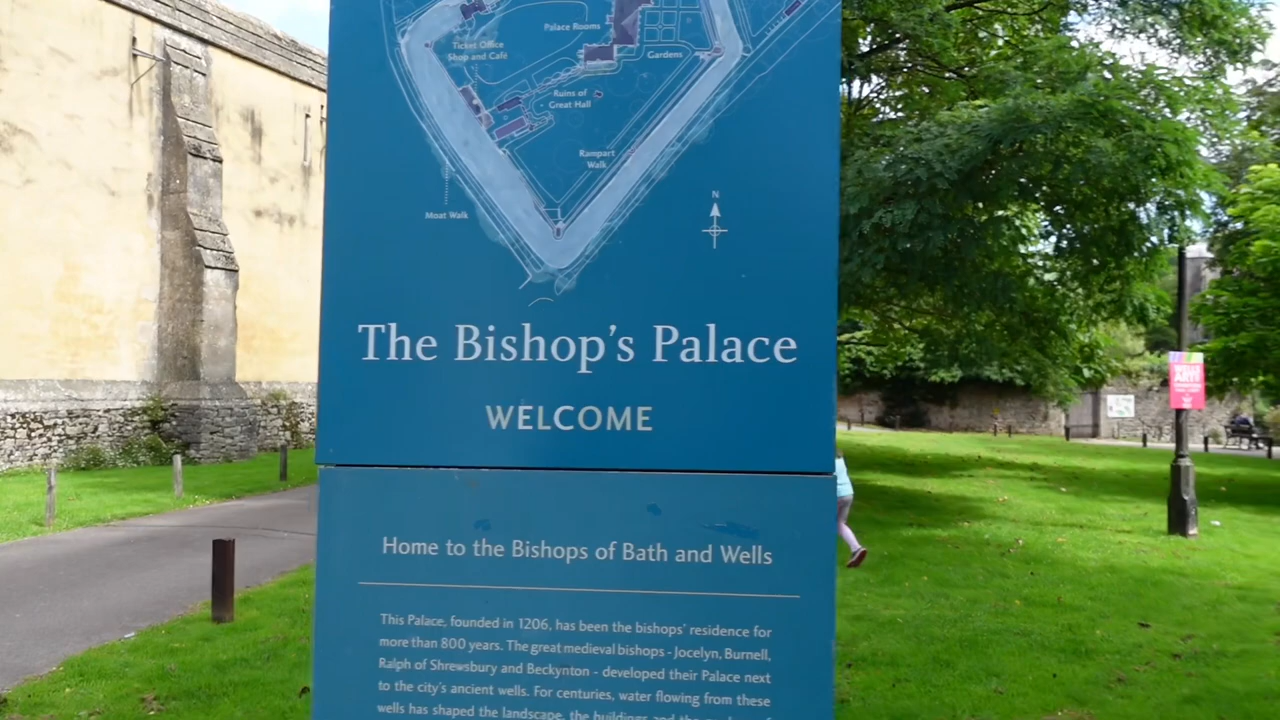 Palace Rooms
Ticket Office
Shop and Café
Gardens
Ruins of
Great Hall
Rampart
Walk
Moat Walk
N
The Bishop's Palace
WELCOME
Home to the Bishops of Bath and Wells
This Palace, founded in 1206, has been the bishops' residence for
more than 800 years. The great medieval bishops - Jocelyn, Burnell,
Ralph of Shrewsbury and Beckynton - developed their Palace next
to the city's ancient wells. For centuries, water flowing from these
wells has shaped the landscape, the buildings and the
WELLS
ART